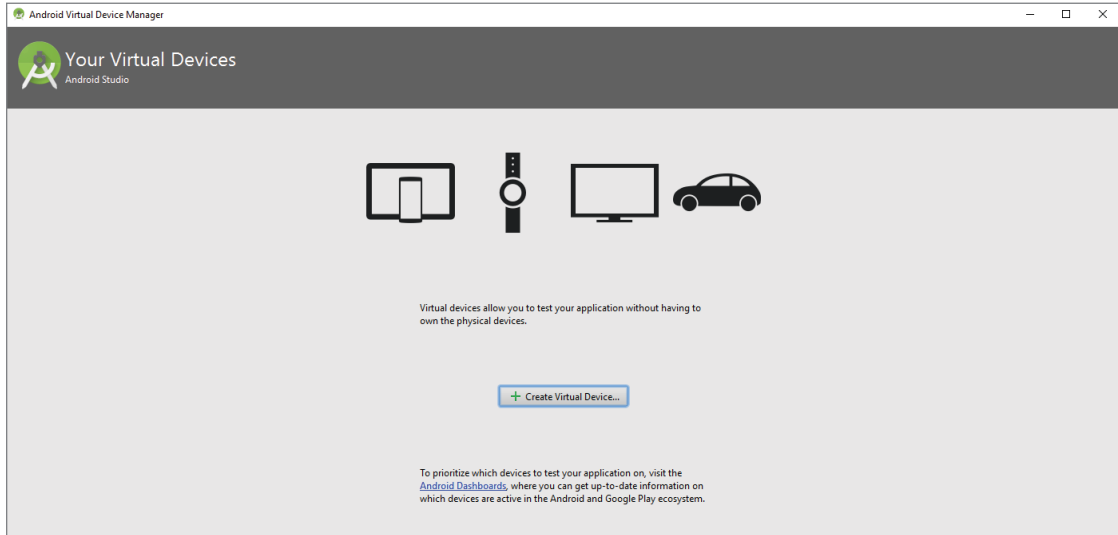 Android Virtual Device Manager
Your Virtual Devices
Android Studio
Virtual devices allow you to test your application without having to
own the physical devices.
Create Virtual Device...
To prioritize which devices to test your application on, visit the
Android Dashboards, where you can get up-to-date information on
which devices are active in the Android and Google Play ecosystem.